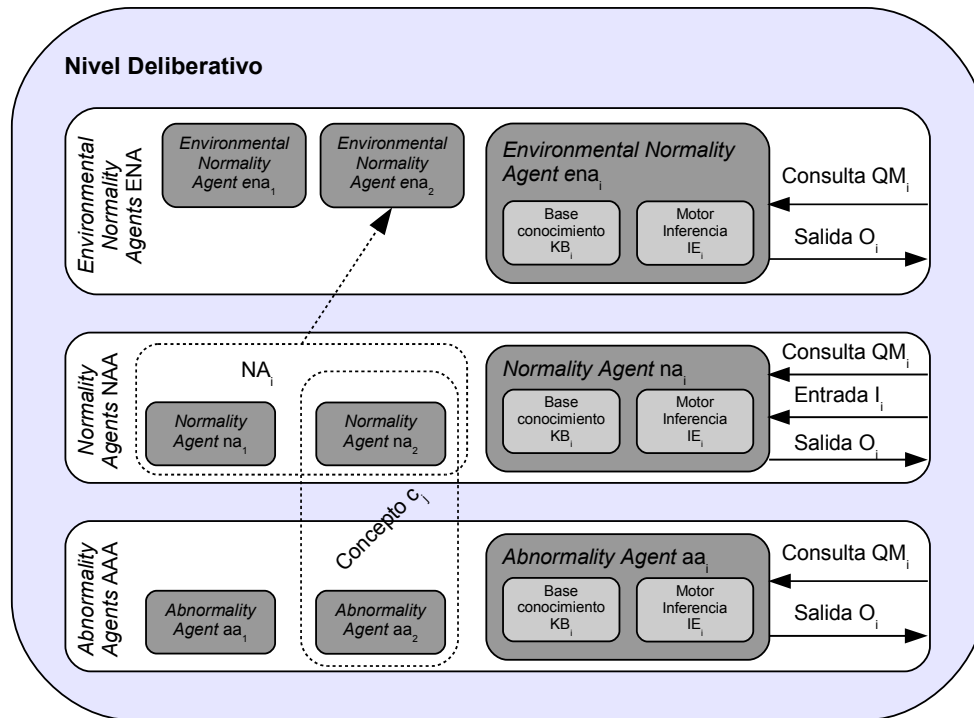 Nivel Deliberativo
Environmental
Normality
Agents ENA
Environmental
Normality
Agent ena1
Environmental
Normality
Agent ena2
Environmental Normality
Agent enai
Base
conocimiento
KBi
Motor
Inferencia
IEi
Consulta QMi
Salida Oi
Normality
Agents NAA
NAi
Normality
Agent na1
Normality
Agent na2
Normality Agent nai
Base
conocimiento
KBi
Motor
Inferencia
IEi
Consulta QMi
Entrada Ii
Salida Oi
Concepto cj
Abnormality
Agents AAA
Abnormality
Agent aa1
Abnormality
Agent aa2
Abnormality Agent aai
Base
conocimiento
KBi
Motor
Inferencia
IEi
Consulta QMi
Salida Oi